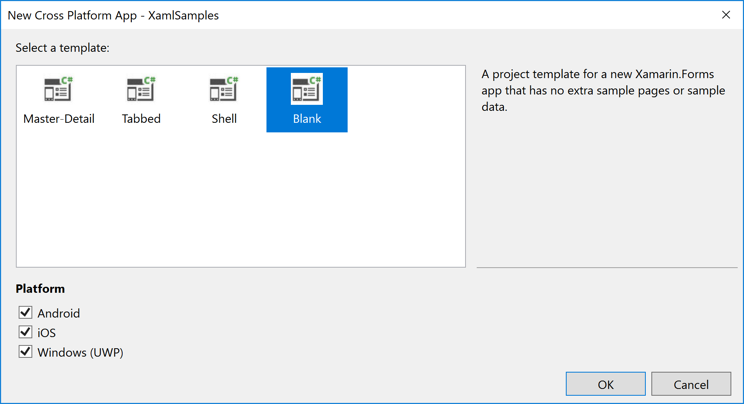 New Cross Platform App - XamlSamples
Select a template:
C# C# C# C#
Master-Detail Tabbed Shell Blank
A project template for a new Xamarin.Forms
app that has no extra sample pages or sample
data.
Platform
Android
iOS
Windows (UWP)
OK Cancel